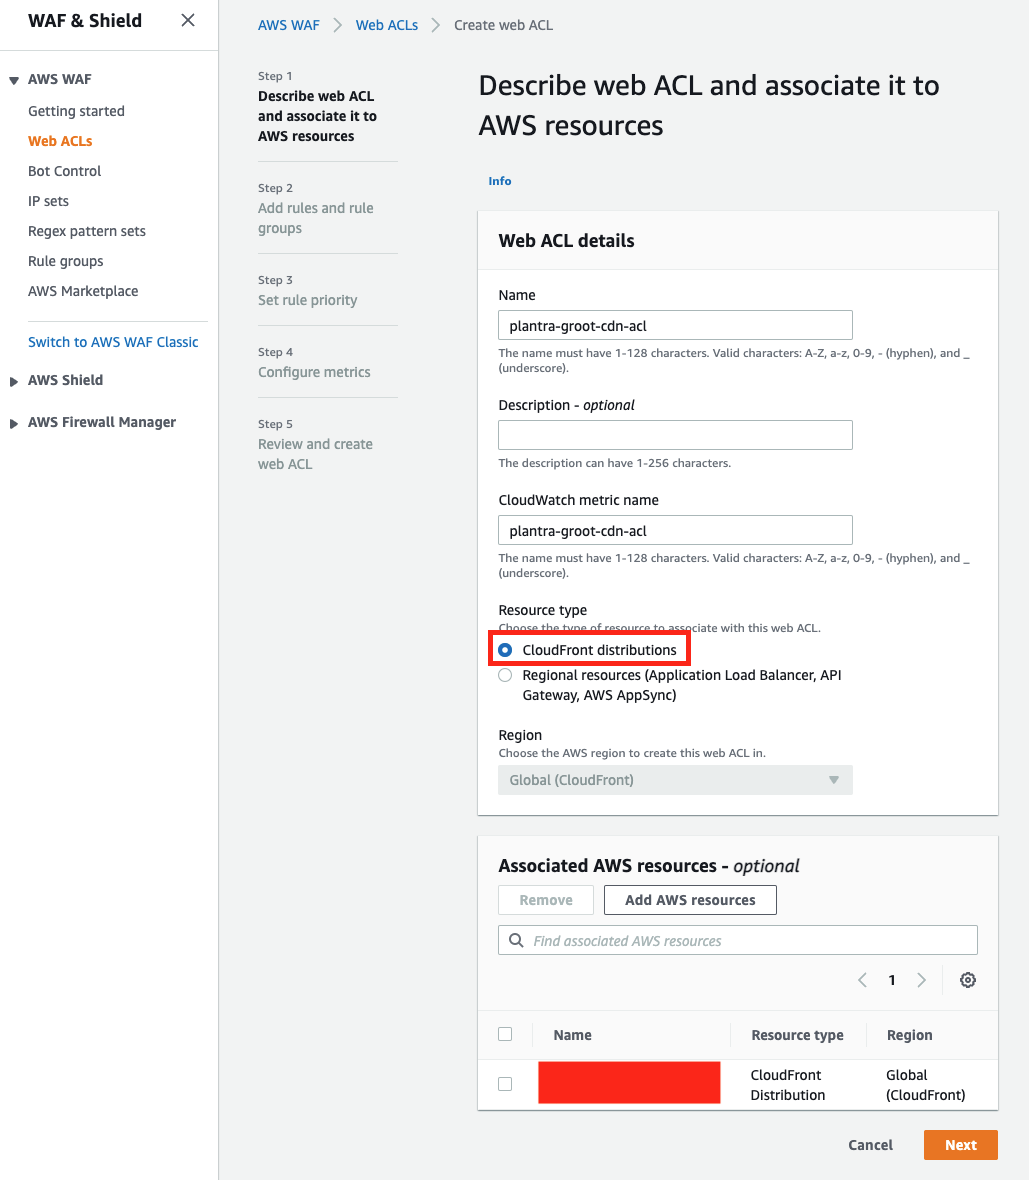 WAF & Shield
AWS WAF
Getting started
Web ACLs
Bot Control
IP sets
Regex pattern sets
Rule groups
AWS Marketplace
Switch to AWS WAF Classic
AWS Shield
AWS Firewall Manager
AWS WAF
Web ACLs
Create web ACL
Step 1
Describe web ACL
and associate it to
AWS resources
Step 2
Add rules and rule
groups
Step 3
Set rule priority
Step 4
Configure metrics
Step 5
Review and create
web ACL
Describe web ACL and associate it to
AWS resources
Info
Web ACL details
Name
plantra-groot-cdn-acl
The name must have 1-128 characters. Valid characters: A-Z, a-z, 0-9, - (hyphen), and _
(underscore).
Description - optional
The description can have 1-256 characters.
CloudWatch metric name
plantra-groot-cdn-acl
The name must have 1-128 characters. Valid characters: A-Z, a-z, 0-9, - (hyphen), and _
(underscore).
Resource type
Choose the type of resource to associate with this web ACL.
CloudFront distributions
Regional resources (Application Load Balancer, API
Gateway, AWS AppSync)
Region
Choose the AWS region to create this web ACL in.
Global (CloudFront)
Associated AWS resources - optional
Remove
Add AWS resources
Find associated AWS resources
1
Name
Resource type
Region
CloudFront
Distribution
Global
(CloudFront)
Cancel
Next